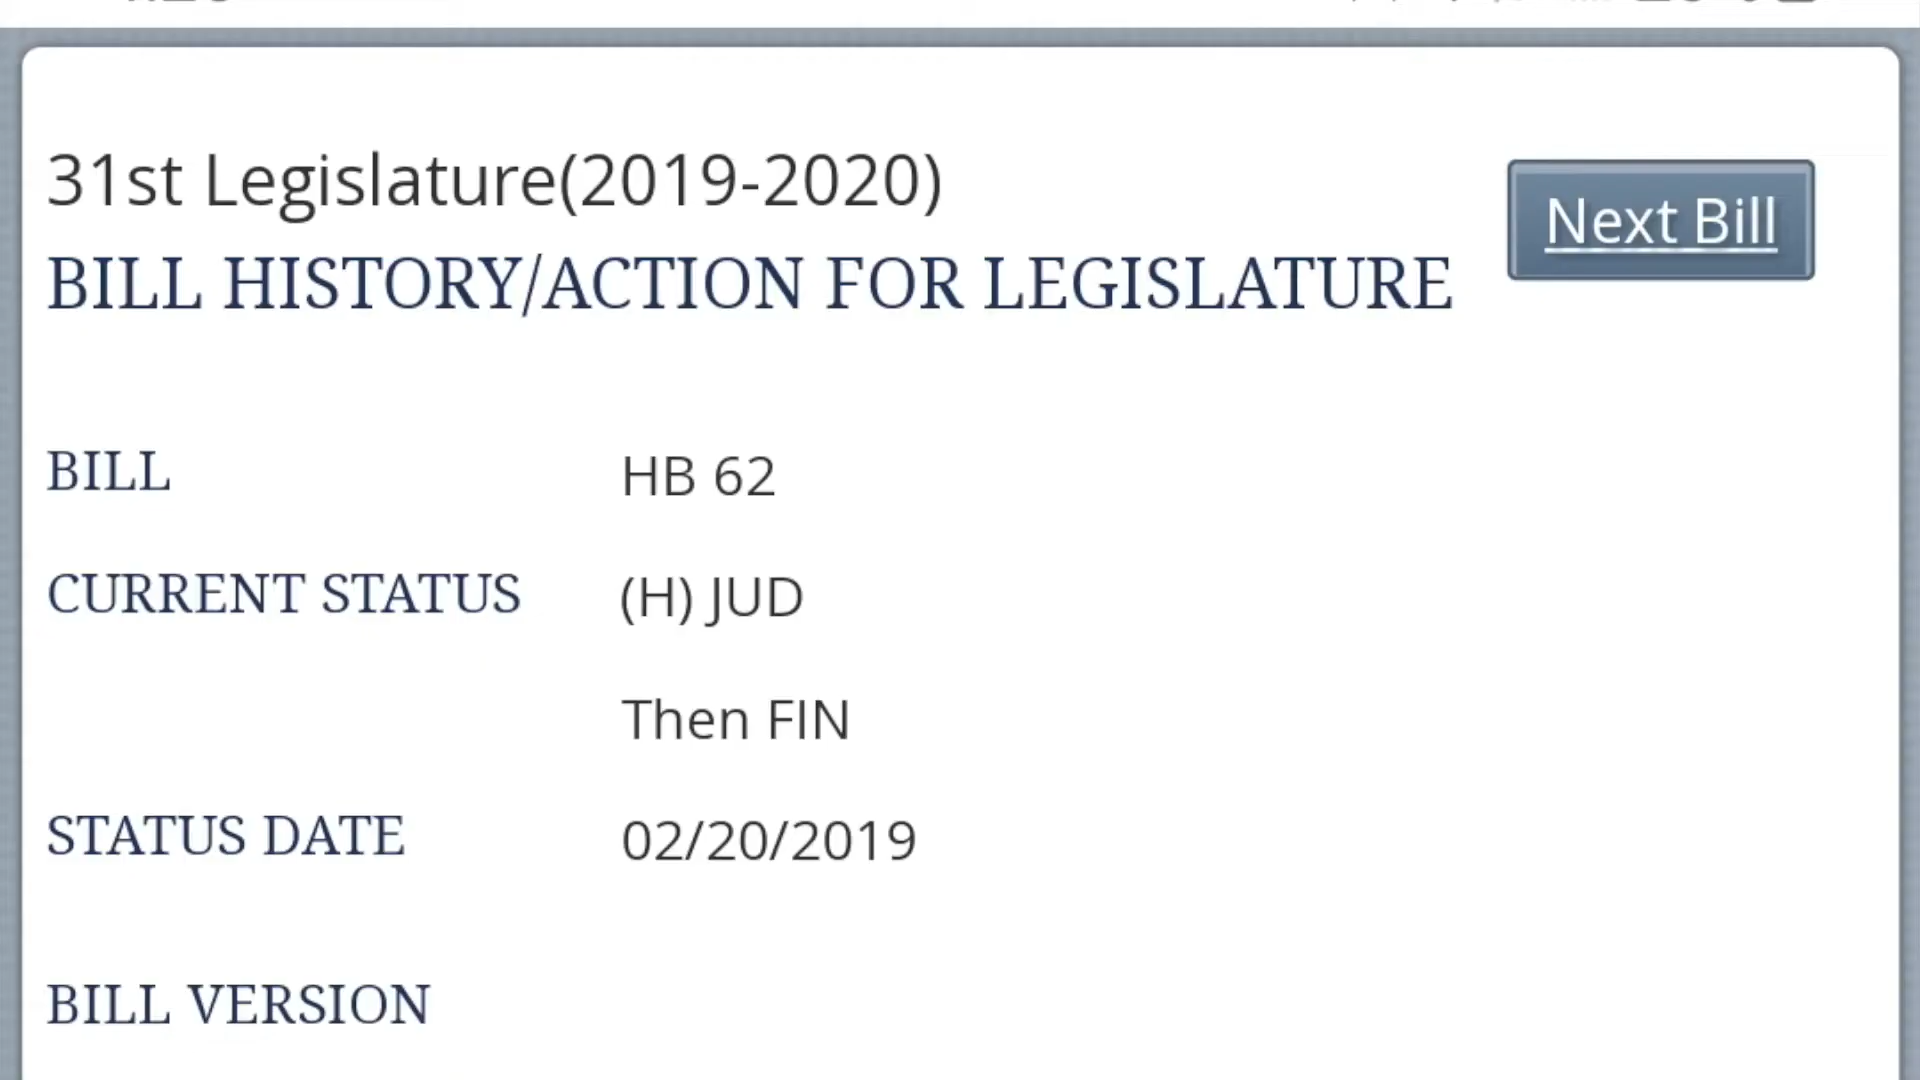 31st Legislature(2019-2020)
Next Bill
BILL HISTORY/ACTION FOR LEGISLATURE
BILL HB 62
CURRENT STATUS (H) JUD
Then FIN
STATUS DATE 02/20/2019
BILL VERSION